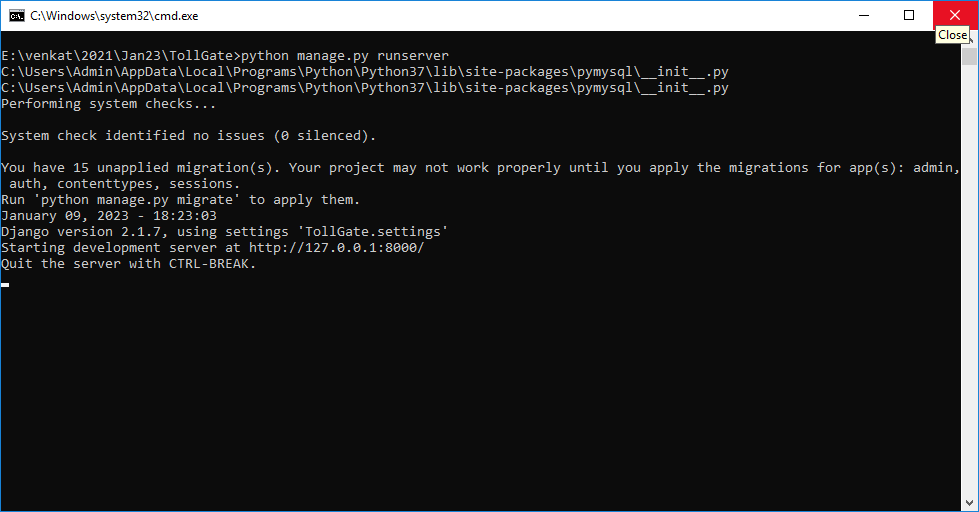 C:\Windows\system32\cmd.exe
Close
E:\venkat\2021\Jan23\TollGate>python manage.py runserver
C:\Users\Admin\AppData\Local\Programs\Python\Python37\lib\site-packages\pymysql\__init__.py
C:\Users\Admin\AppData\Local\Programs\Python\Python37\lib\site-packages\pymysql\__init__.py
Performing system checks...
System check identified no issues (0 silenced).
You have 15 unapplied migration(s). Your project may not work properly until you apply the migrations for app(s): admin,
auth, contenttypes, sessions.
Run 'python manage.py migrate' to apply them.
January 09, 2023 - 18:23:03
Django version 2.1.7, using settings 'TollGate.settings'
Starting development server at http://127.0.0.1:8000/
Quit the server with CTRL-BREAK.